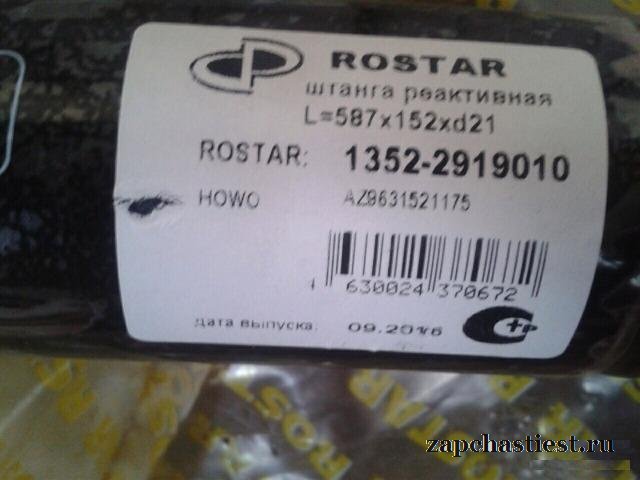 ROSTAR
штанга реактивная
L=587x152xd21
ROSTAR: 1352-2919010
HOWO AZ9631521175
4 630024 370672
дата выпуска: 09.2016
ROSTAR
ROSTAR
zapchastiest.ru